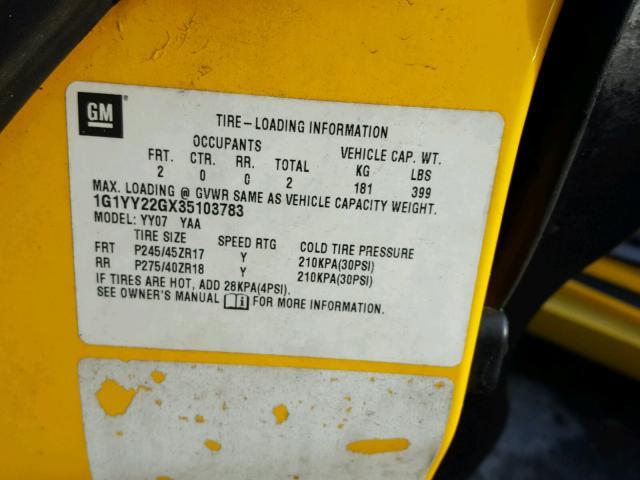 GM
TIRE-LOADING INFORMATION
OCCUPANTS VEHICLE CAP. WT.
FRT. CTR. RR. TOTAL KG LBS
2 0 0 2 181 399
MAX. LOADING @ GVWR SAME AS VEHICLE CAPACITY WEIGHT.
1G1YY22GX35103783
MODEL: YY07 YAA
TIRE SIZE SPEED RTG COLD TIRE PRESSURE
FRT P245/45ZR17 Y 210KPA(30PSI)
RR P275/40ZR18 Y 210KPA(30PSI)
IF TIRES ARE HOT, ADD 28KPA(4PSI).
SEE OWNER'S MANUAL i FOR MORE INFORMATION.